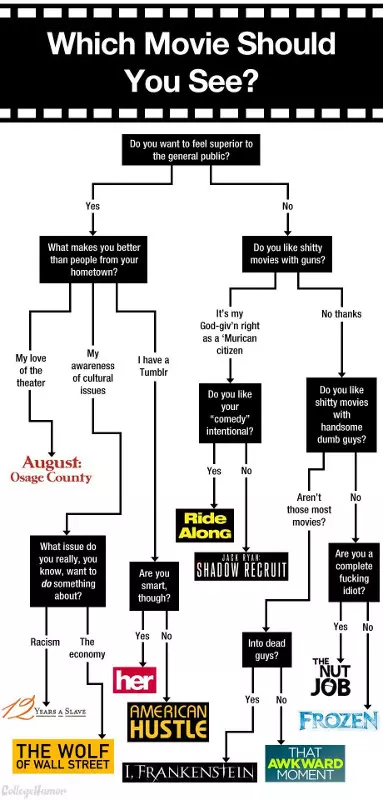 Which Movie Should
You See?
Do you want to feel superior to
the general public?
Yes
No
What makes you better
than people from your
hometown?
Do you like shitty
movies with guns?
It's my
God-giv'n right
as a 'Murican
citizen
No thanks
My love
of the
theater
My
awareness
of cultural
issues
I have a
Tumblr
Do you like
your
"comedy"
intentional?
Do you like
shitty movies
with
handsome
dumb guys?
August:
Osage County
Yes
No
Aren't
those most
movies?
No
Ride
Along
JACK RYAN:
SHADOW RECRUIT
What issue do
you really, you
know, want to
do something
about?
Are you
smart,
though?
Are you a
complete
fucking
idiot?
Racism
The
economy
Yes
No
Into dead
guys?
Yes
No
her
THE
NUT
JOB
12 YEARS A SLAVE
AMERICAN
HUSTLE
Yes
No
FROZEN
THE WOLF
OF WALL STREET
I, FRANKENSTEIN
THAT
AWKWARD
MOMENT
CollegeHumor